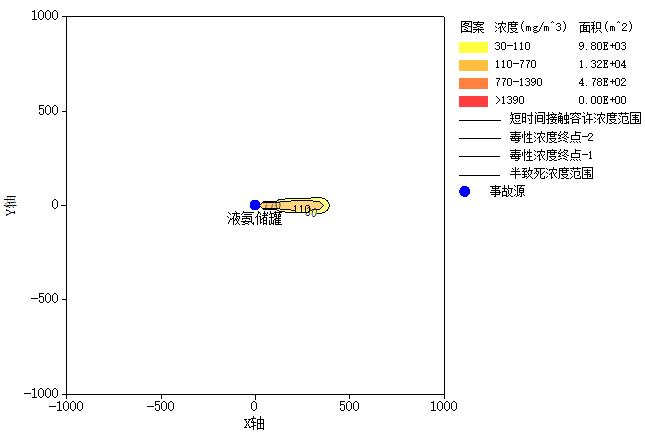 1000
500
0
-500
-1000
Y轴
-1000
-500
0
500
1000
X轴
770
110
30
液氨储罐
图案 浓度(mg/m^3) 面积(m^2)
30-110 9.80E+03
110-770 1.32E+04
770-1390 4.78E+02
>1390 0.00E+00
短时间接触容许浓度范围
毒性浓度终点-2
毒性浓度终点-1
半致死浓度范围
事故源